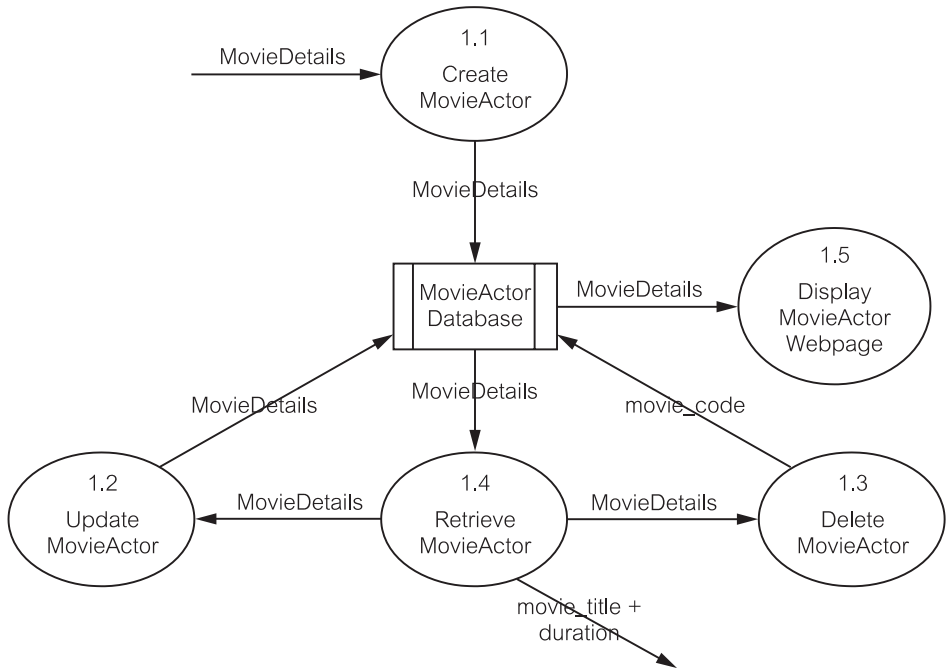 1.1
MovieDetails
Create
MovieActor
MovieDetails
1.5
MovieActor
Database
MovieDetails
Display
MovieActor
Webpage
MovieDetails
MovieDetails
movie_code
1.2
Update
MovieActor
MovieDetails
1.4
Retrieve
MovieActor
MovieDetails
1.3
Delete
MovieActor
movie_title +
duration